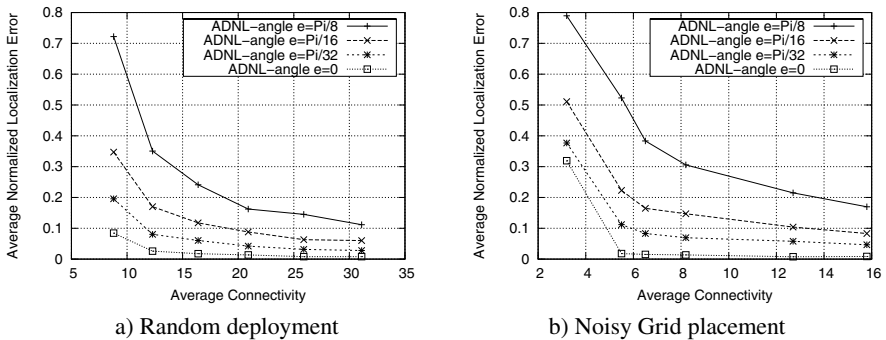 Average Normalized Localization Error
0.8
0.7
0.6
0.5
0.4
0.3
0.2
0.1
0
ADNL-angle e=Pi/8
ADNL-angle e=Pi/16
ADNL-angle e=Pi/32
ADNL-angle e=0
5 10 15 20 25 30 35
Average Connectivity
a) Random deployment
Average Normalized Localization Error
0.8
0.7
0.6
0.5
0.4
0.3
0.2
0.1
0
ADNL-angle e=Pi/8
ADNL-angle e=Pi/16
ADNL-angle e=Pi/32
ADNL-angle e=0
2 4 6 8 10 12 14 16
Average Connectivity
b) Noisy Grid placement